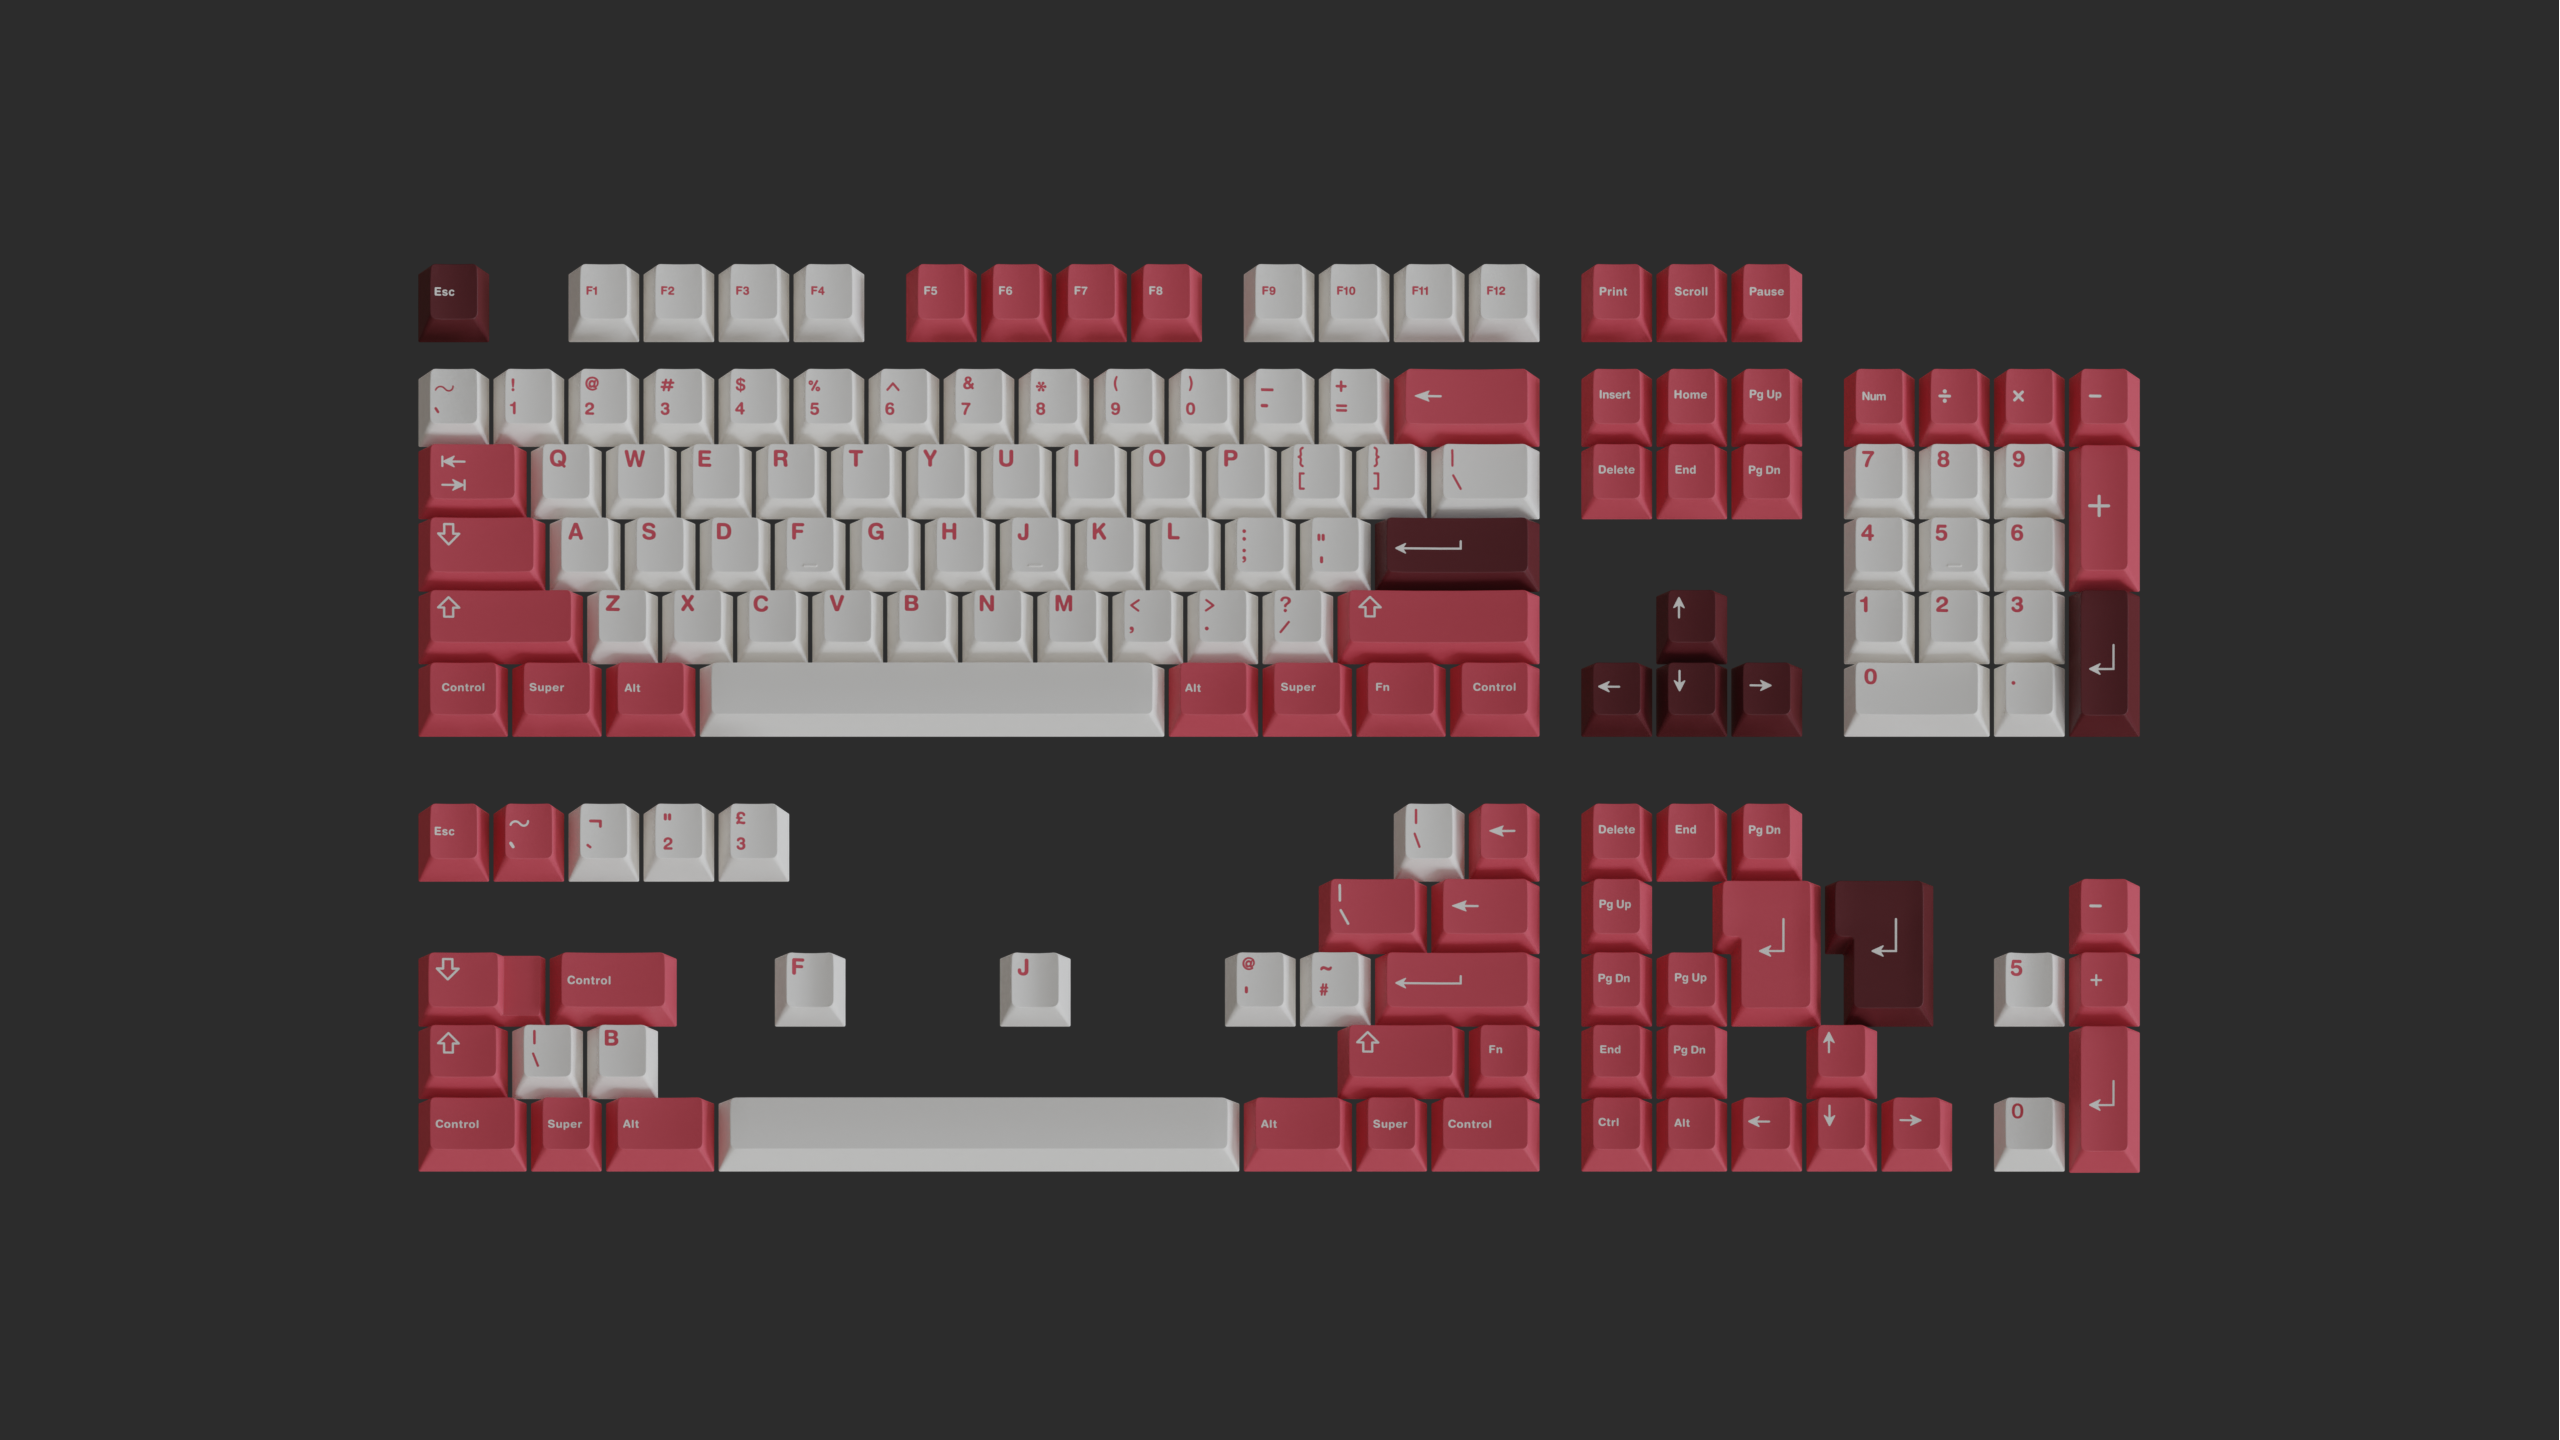 Esc F1 F2 F3 F4 F5 F6 F7 F8 F9 F10 F11 F12 Print Scroll Pause
~ ! @ # $ % ^ & * ( ) _ +
` 1 2 3 4 5 6 7 8 9 0 - = ← Insert Home Pg Up Num ÷ × −
⇤ Q W E R T Y U I O P { } | 7 8 9
⇥ [ ] \ Delete End Pg Dn +
⇩ A S D F G H J K L : " ↵ 4 5 6
_ _ ; ' _
⇧ Z X C V B N M < > ? ⇧ ↑ 1 2 3
, . / ↵
Control Super Alt Alt Super Fn Control ← ↓ → 0 .
Esc ~ ¬ " £ | ← Delete End Pg Dn
` ` 2 3 \
| ← Pg Up ↵ ↵ −
\
⇩ Control F J @ ~ ↵ Pg Dn Pg Up 5 +
' #
⇧ | B ⇧ Fn End Pg Dn ↑ ↵
\
Control Super Alt Alt Super Control Ctrl Alt ← ↓ → 0